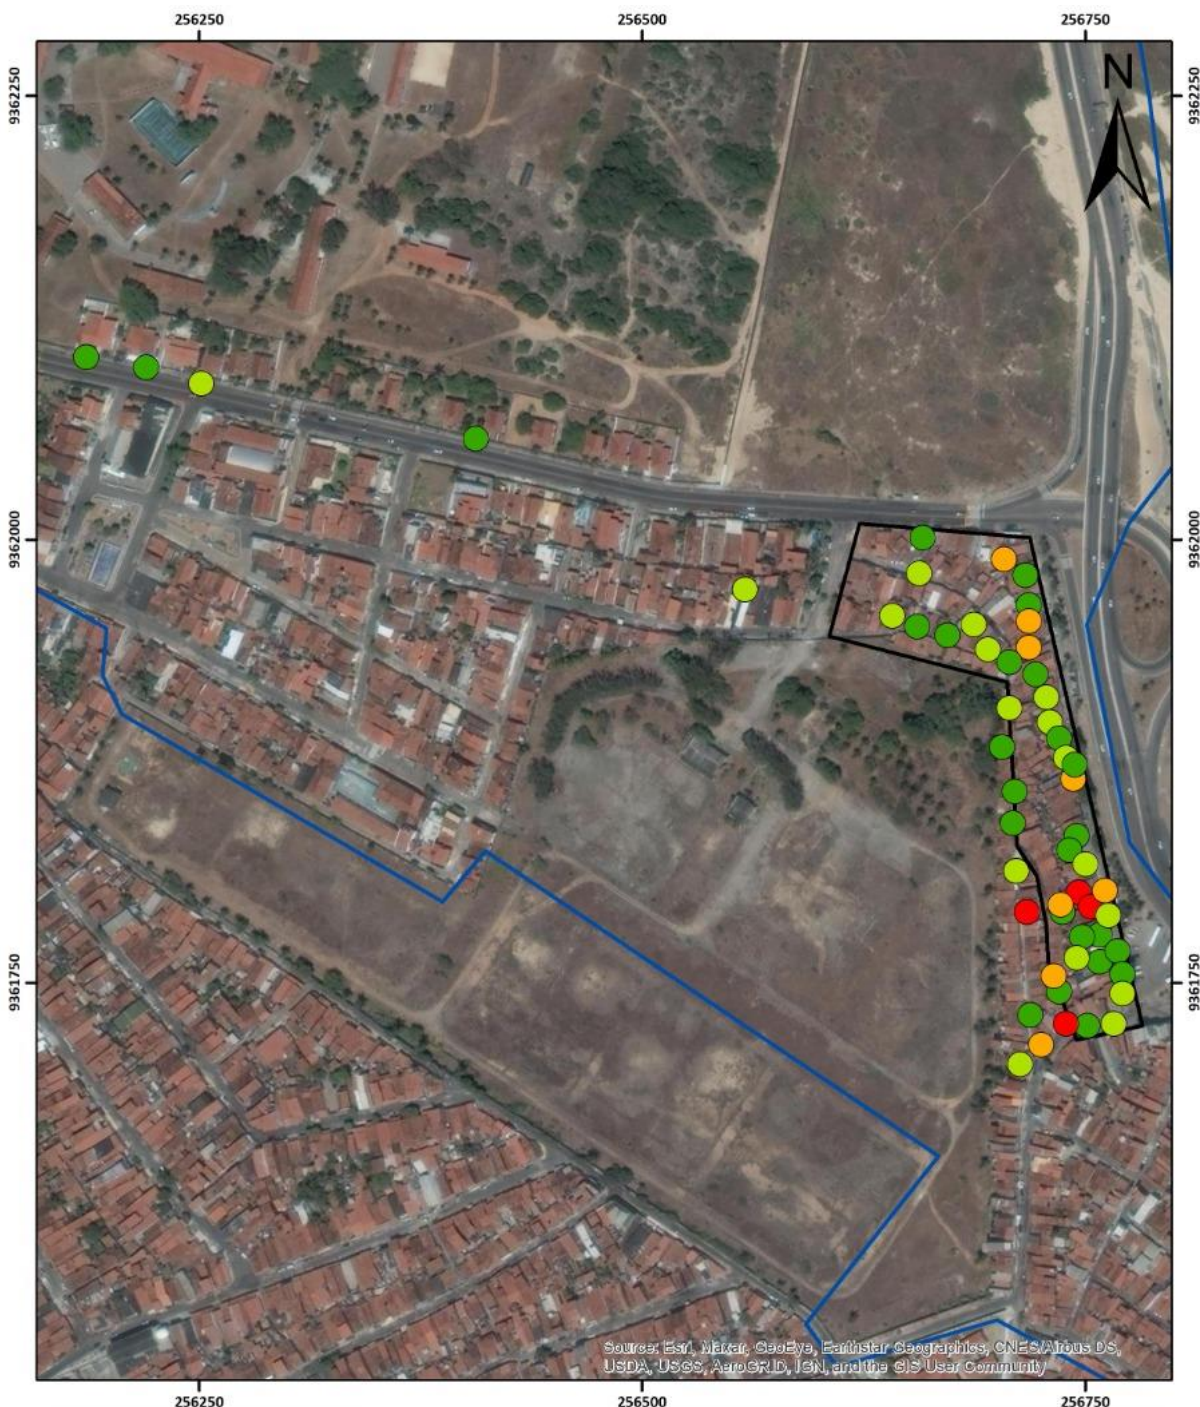 256250 256500 256750
N
9362250 9362250
9362000 9362000
9361750 9361750
Source: Esri, Maxar, GeoEye, Earthstar Geographics, CNES/Airbus DS,
USDA, USGS, AeroGRID, IGN, and the GIS User Community
256250 256500 256750